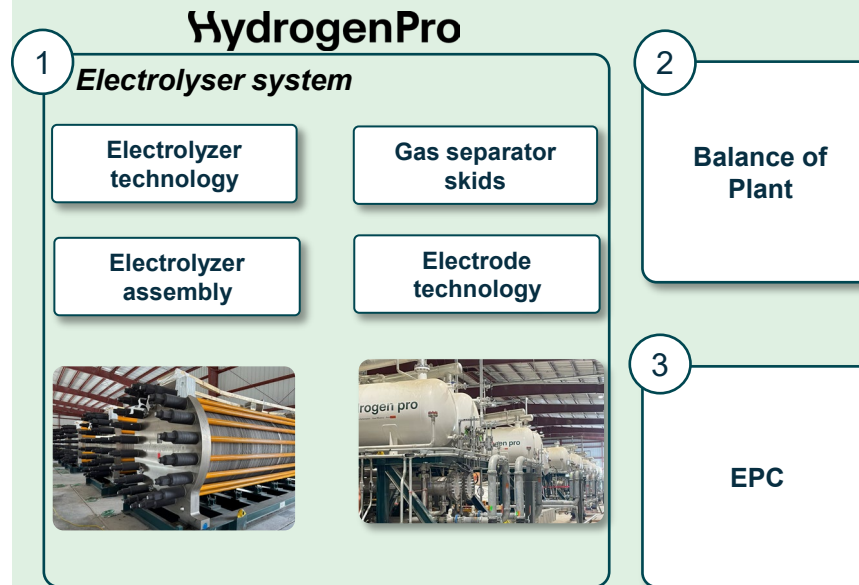 HydrogenPro
1
Electrolyser system
Electrolyzer
technology
Gas separator
skids
Electrolyzer
assembly
Electrode
technology
rogen pro
gen pro
2
Balance of
Plant
3
EPC